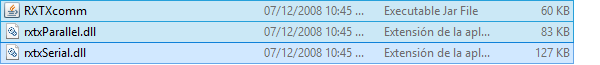 RXTXcomm 07/12/2008 10:45 ... Executable Jar File 60 KB
rxtxParallel.dll 07/12/2008 10:45 ... Extensión de la apl... 83 KB
rxtxSerial.dll 07/12/2008 10:45 ... Extensión de la apl... 127 KB